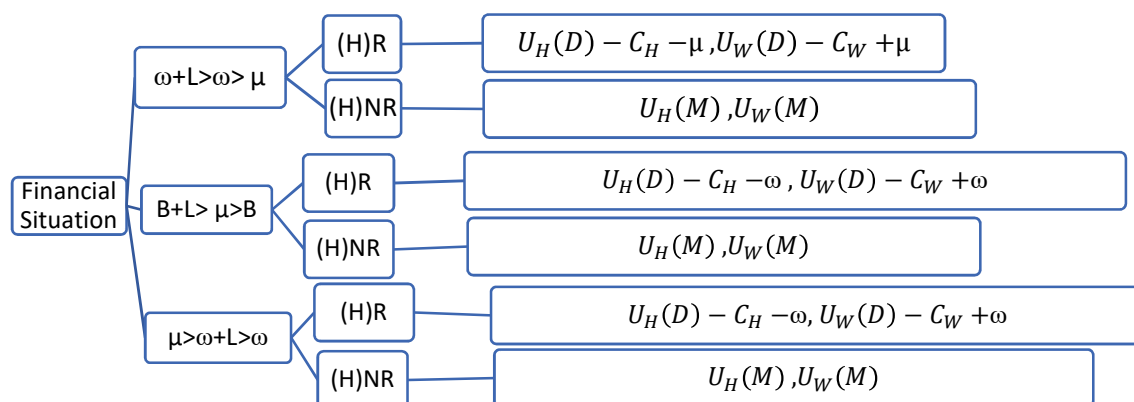 ω+L>ω> μ
(H)R
U_H(D) − C_H −μ ,U_W(D) − C_W +μ
(H)NR
U_H(M) ,U_W(M)
Financial
Situation
B+L> μ>B
(H)R
U_H(D) − C_H −ω , U_W(D) − C_W +ω
(H)NR
U_H(M) ,U_W(M)
μ>ω+L>ω
(H)R
U_H(D) − C_H −ω, U_W(D) − C_W +ω
(H)NR
U_H(M) ,U_W(M)